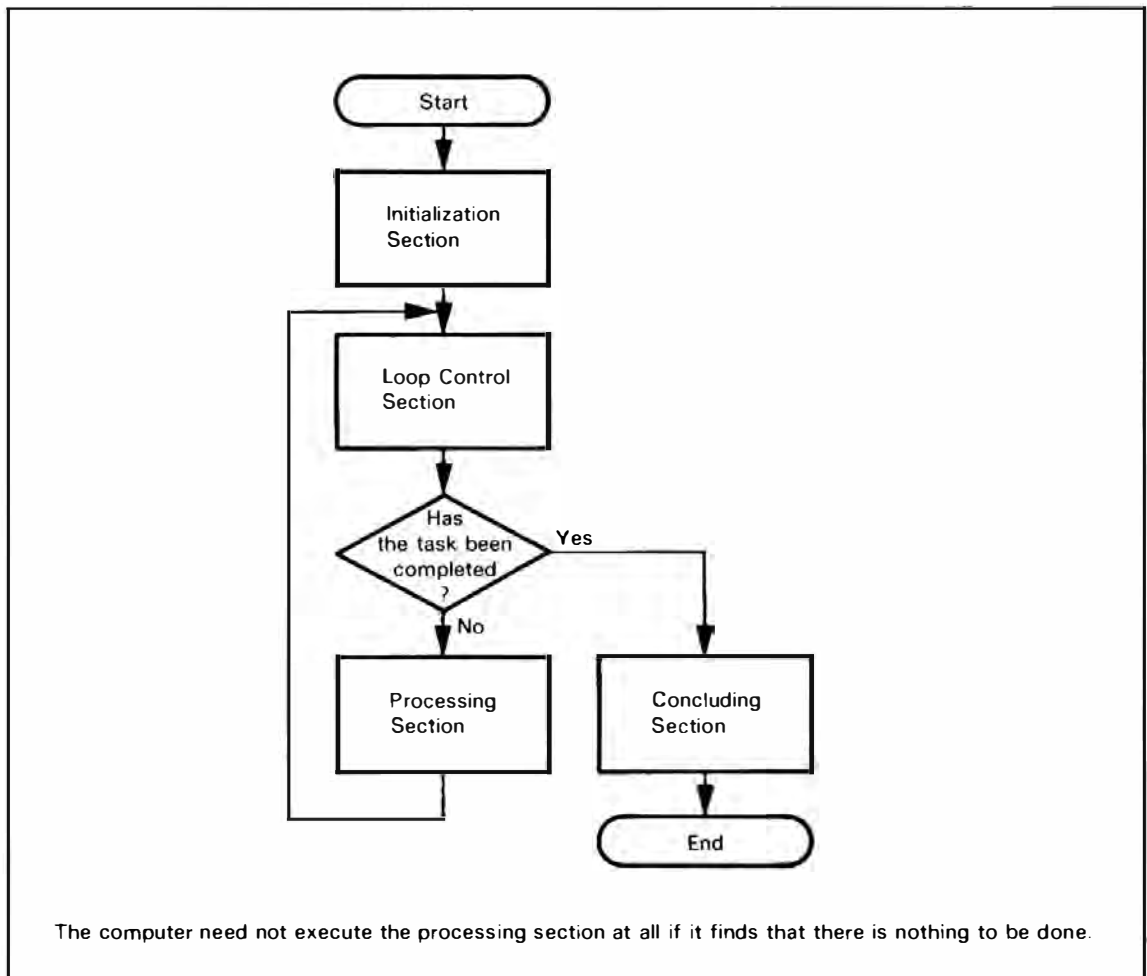 Start
Initialization
Section
Loop Control
Section
Has
the task been
completed
?
Yes
No
Processing
Section
Concluding
Section
End
The computer need not execute the processing section at all if it finds that there is nothing to be done.